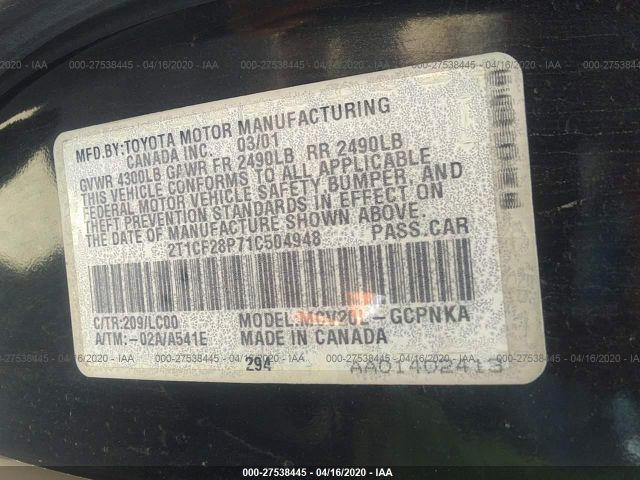 000-27538445 - 04/16/2020 - IAA
MFD.BY:TOYOTA MOTOR MANUFACTURING
CANADA INC. 03/01
GVWR 4300LB GAWR FR 2490LB RR 2490LB
THIS VEHICLE CONFORMS TO ALL APPLICABLE
FEDERAL MOTOR VEHICLE SAFETY, BUMPER, AND
THEFT PREVENTION STANDARDS IN EFFECT ON
THE DATE OF MANUFACTURE SHOWN ABOVE.
2T1CF28P71C504948 PASS.CAR
C/TR:209/LC00 MODEL:MCV20L-GCPNKA
A/TM:-02A/A541E MADE IN CANADA
294 AA01402413
000-27538445 - 04/16/2020 - IAA